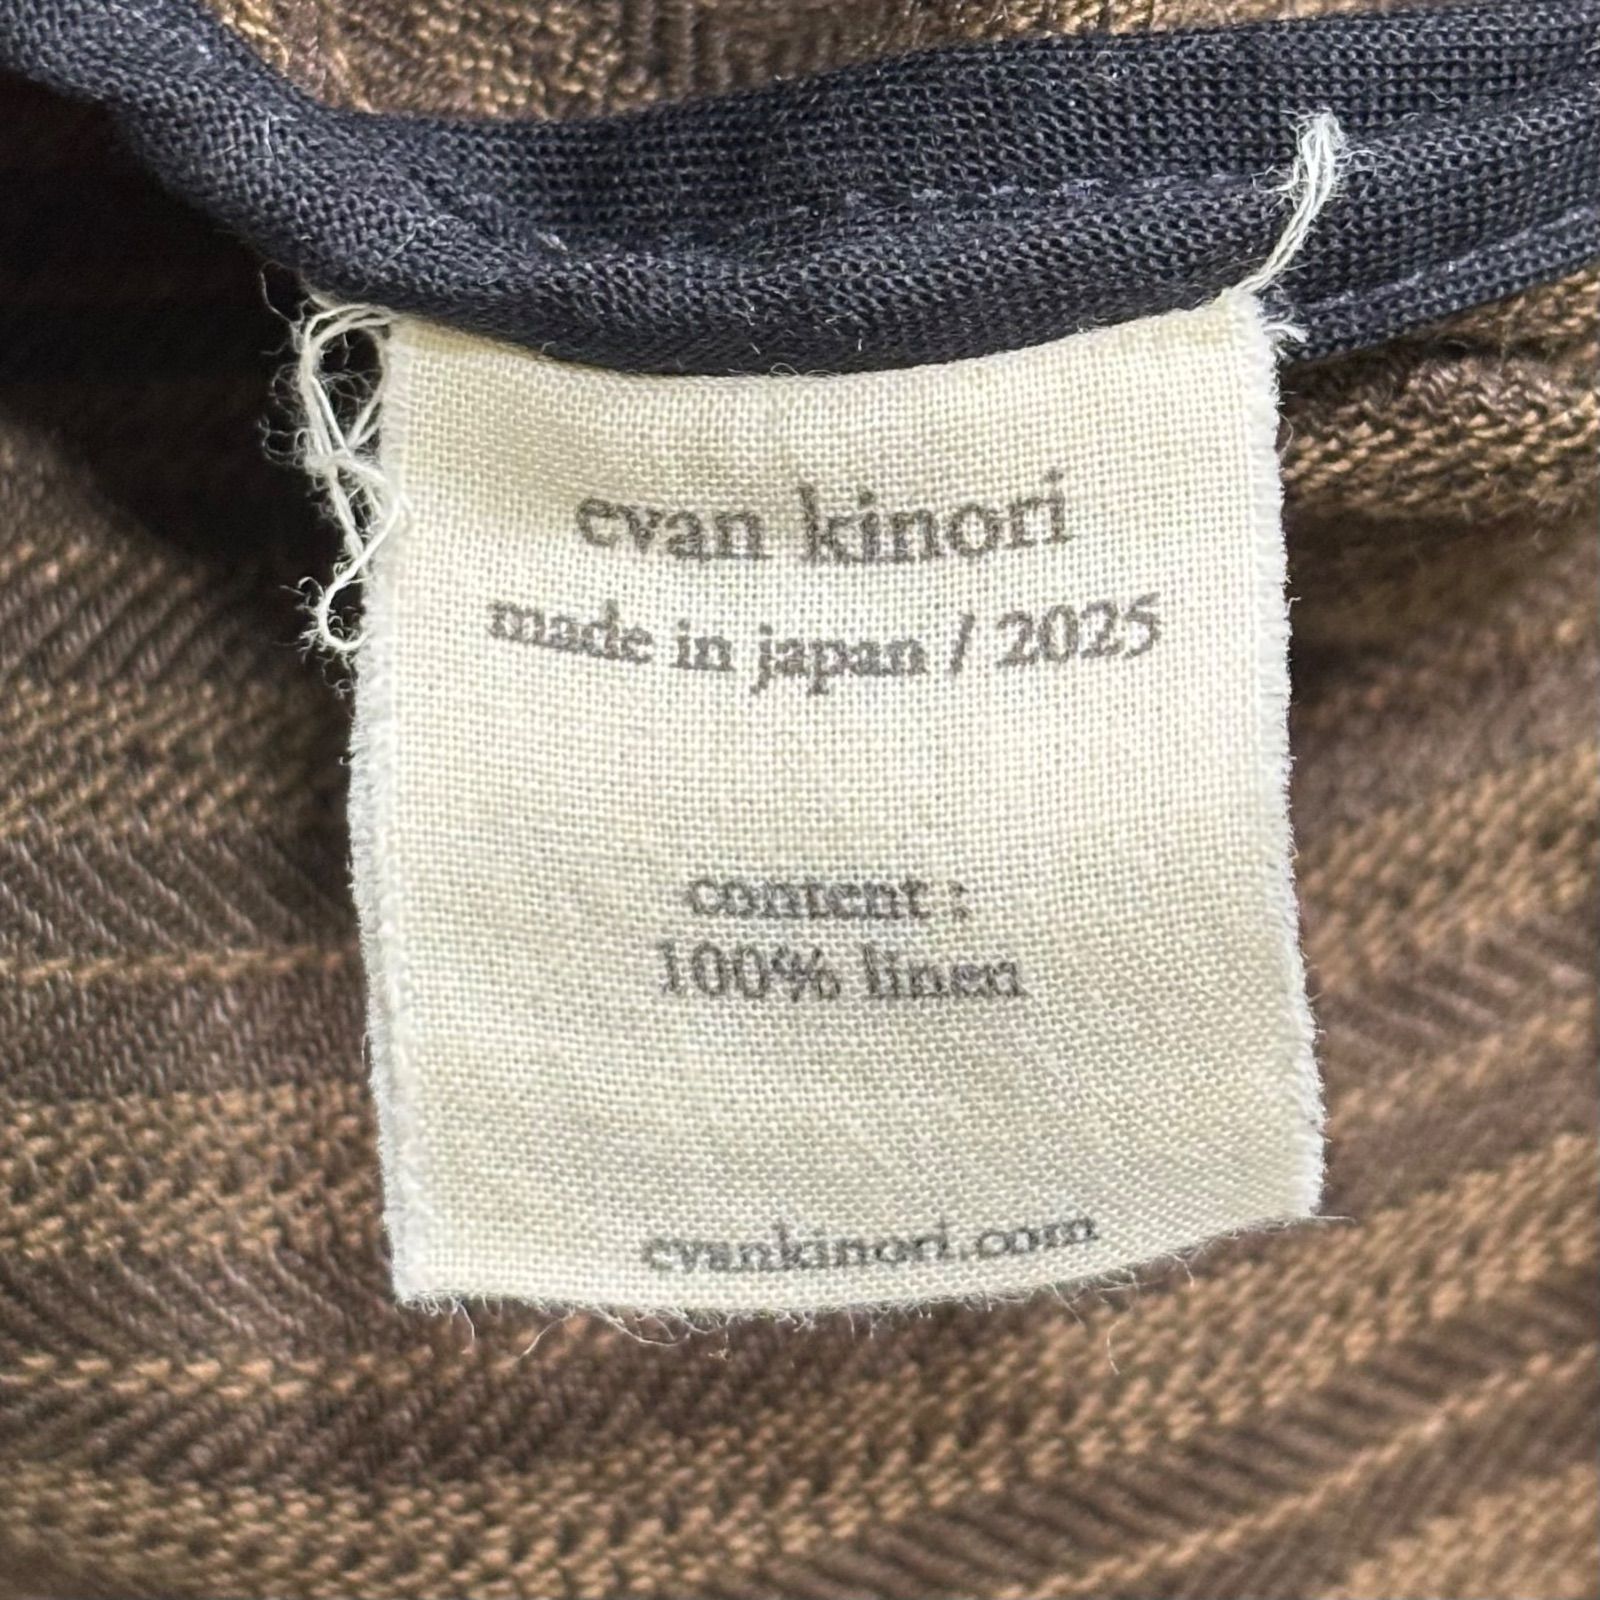 evan kinori
made in japan / 2025
content :
100% linen
evankinori.com